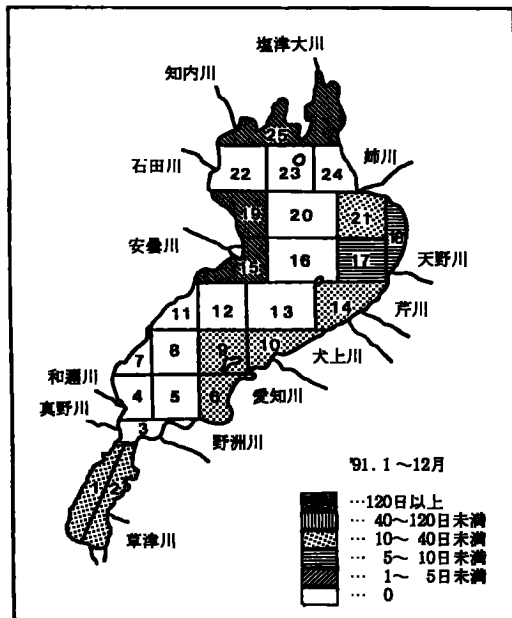 塩津大川
知内川
25
石田川
姉川
22 23 24
19 20 21
18
安曇川
15 16 17
天野川
11 12 13 14
芹川
犬上川
7 8 9 10
和邇川
愛知川
4 5 6
真野川
3
野洲川
1 2
草津川
'91. 1～12月
…120日以上
… 40～120日未満
… 10～ 40日未満
… 5～ 10日未満
… 1～ 5日未満
… 0